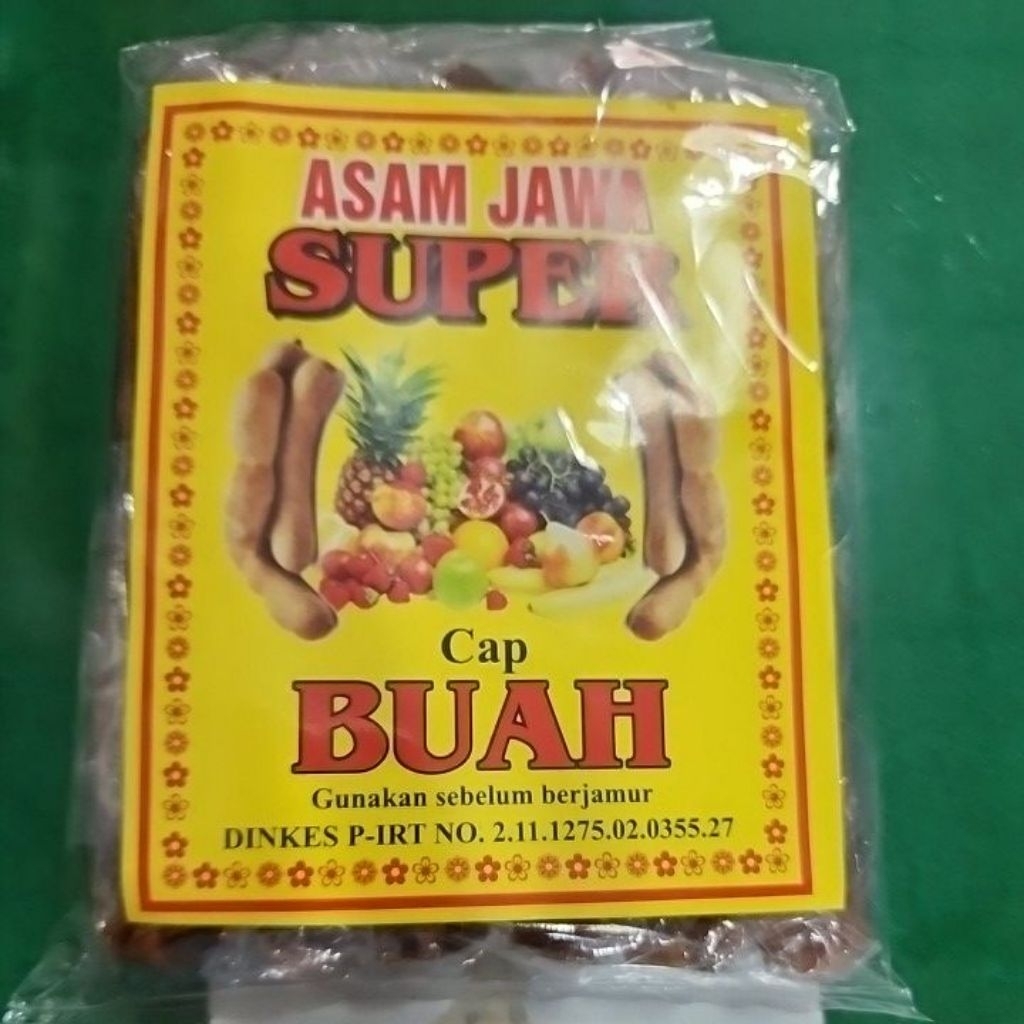 ASAM JAWA
SUPER
Cap
BUAH
Gunakan sebelum berjamur
DINKES P-IRT NO. 2.11.1275.02.0355.27